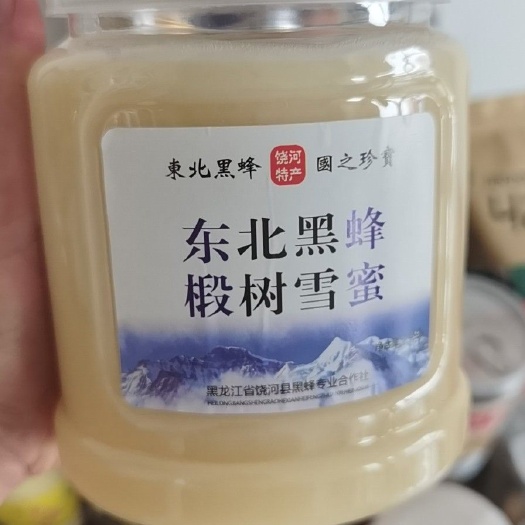 東北黑蜂 饶河特产 國之珍寳
东北黑蜂
椴树雪蜜
黑龙江省饶河县黑蜂专业合作社